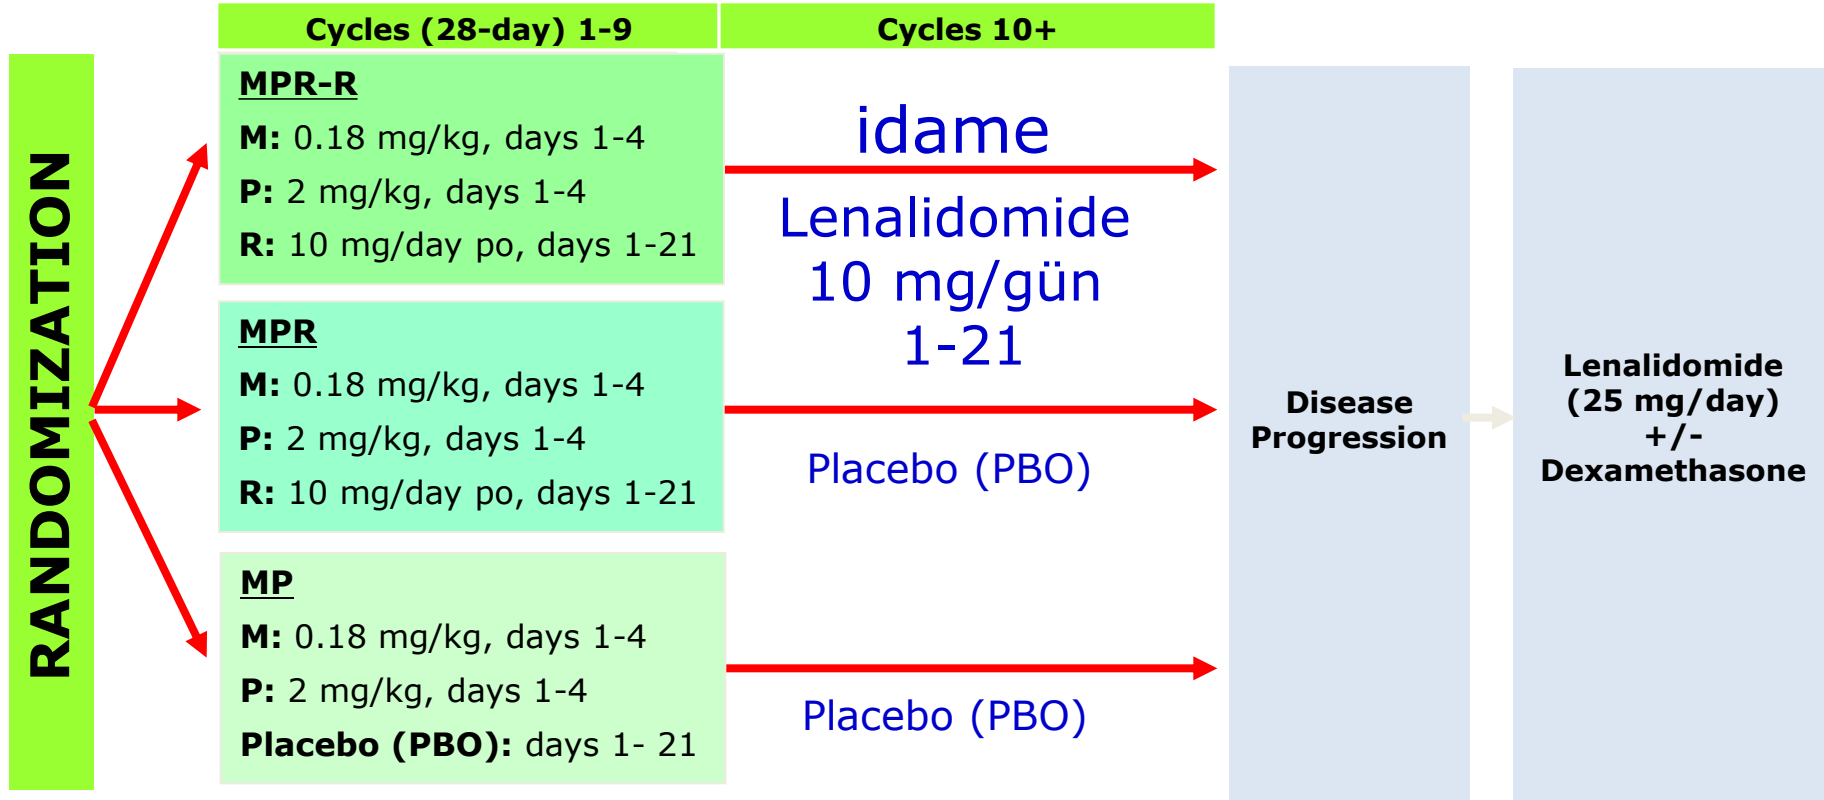 RANDOMIZATION
Cycles (28-day) 1-9
Cycles 10+
MPR-R
M: 0.18 mg/kg, days 1-4
P: 2 mg/kg, days 1-4
R: 10 mg/day po, days 1-21
idame
Lenalidomide
10 mg/gün
1-21
MPR
M: 0.18 mg/kg, days 1-4
P: 2 mg/kg, days 1-4
R: 10 mg/day po, days 1-21
Placebo (PBO)
MP
M: 0.18 mg/kg, days 1-4
P: 2 mg/kg, days 1-4
Placebo (PBO): days 1- 21
Placebo (PBO)
Disease
Progression
Lenalidomide
(25 mg/day)
+/-
Dexamethasone